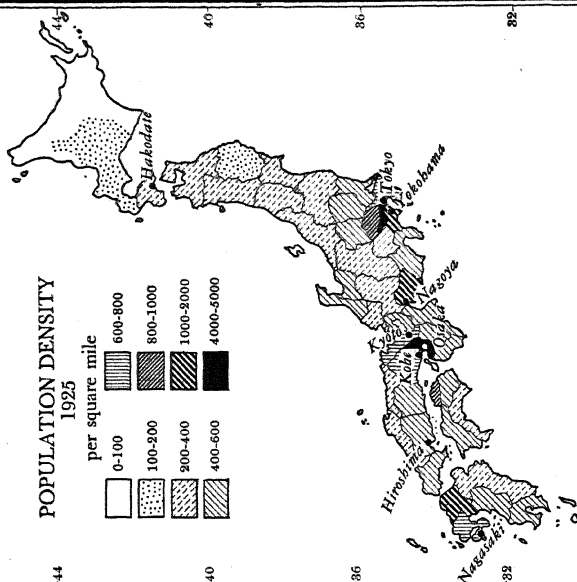 POPULATION DENSITY
1925
per square mile
0-100
100-200
200-400
400-600
600-800
800-1000
1000-2000
4000-5000
44
40
36
32
44
40
36
32
Hakodate
Tokyo
Yokohama
Nagoya
Kyoto
Osaka
Kobe
Hiroshima
Nagasaki